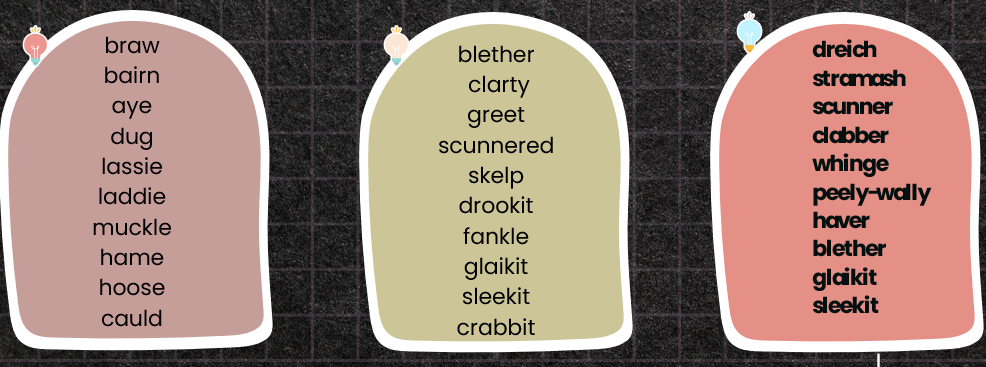 braw
bairn
aye
dug
lassie
laddie
muckle
hame
hoose
cauld
blether
clarty
greet
scunnered
skelp
drookit
fankle
glaikit
sleekit
crabbit
dreich
stramash
scunner
clabber
whinge
peely-wally
haver
blether
glaikit
sleekit